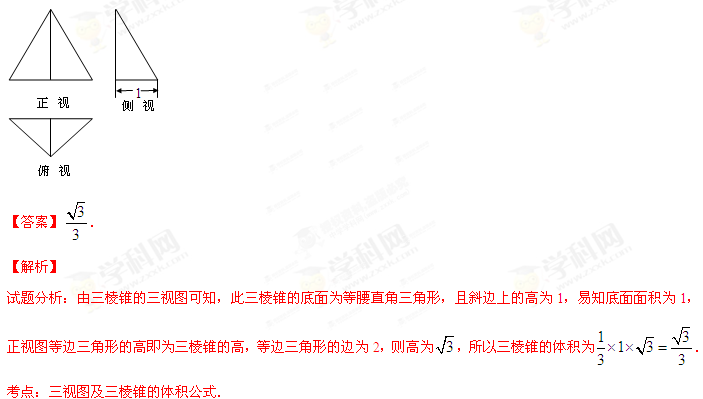 1
正 视
侧 视
俯 视
【答案】√3/3．
【解析】
试题分析：由三棱锥的三视图可知，此三棱锥的底面为等腰直角三角形，且斜边上的高为 1，易知底面面积为 1，
正视图等边三角形的高即为三棱锥的高，等边三角形的边为 2，则高为√3，所以三棱锥的体积为1/3×1×√3=√3/3．
考点：三视图及三棱锥的体积公式．